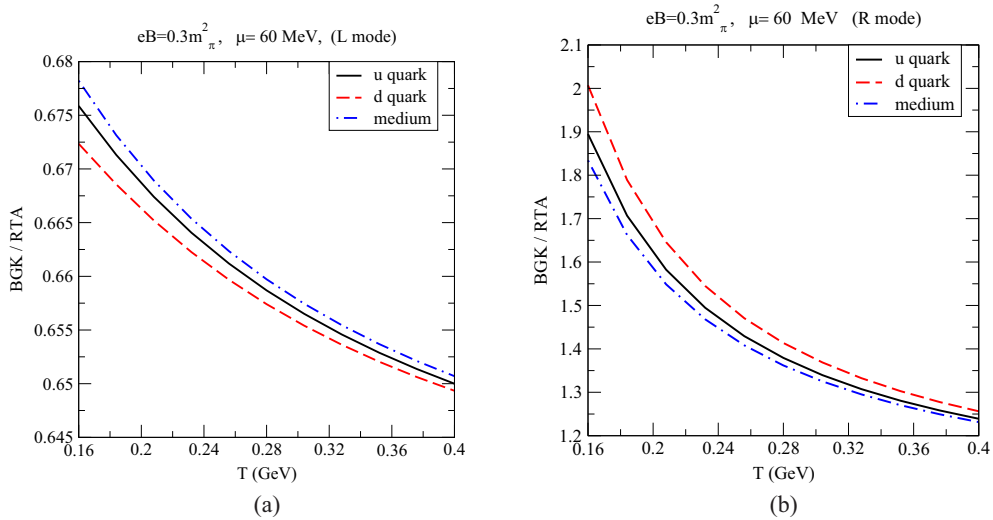 eB=0.3m²π, μ= 60 MeV, (L mode)
0.68
0.675
0.67
0.665
0.66
0.655
0.65
0.645
BGK / RTA
u quark
d quark
medium
0.16 0.2 0.24 0.28 0.32 0.36 0.4
T (GeV)
(a)
eB=0.3m²π, μ= 60 MeV (R mode)
2.1
2
1.9
1.8
1.7
1.6
1.5
1.4
1.3
1.2
BGK / RTA
u quark
d quark
medium
0.16 0.2 0.24 0.28 0.32 0.36 0.4
T (GeV)
(b)